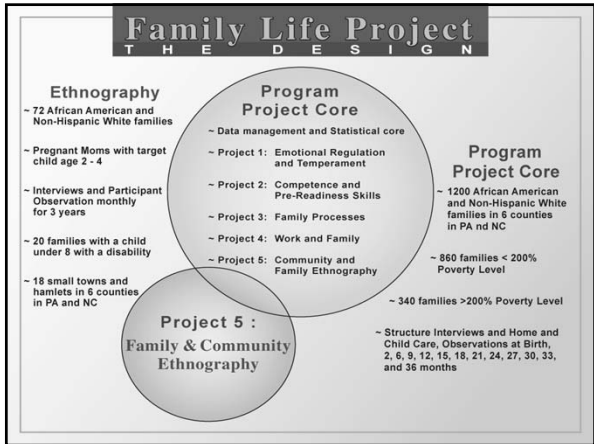 Family Life Project
THE DESIGN
Ethnography
~ 72 African American and
Non-Hispanic White families
~ Pregnant Moms with target
child age 2 - 4
~ Interviews and Participant
Observation monthly
for 3 years
~ 20 families with a child
under 8 with a disability
~ 18 small towns and
hamlets in 6 counties
in PA and NC
Program
Project Core
~ Data management and Statistical core
~ Project 1: Emotional Regulation
and Temperament
~ Project 2: Competence and
Pre-Readiness Skills
~ Project 3: Family Processes
~ Project 4: Work and Family
~ Project 5: Community and
Family Ethnography
Project 5 :
Family & Community
Ethnography
Program
Project Core
~ 1200 African American
and Non-Hispanic White
families in 6 counties
in PA nd NC
~ 860 families < 200%
Poverty Level
~ 340 families >200% Poverty Level
~ Structure Interviews and Home and
Child Care, Observations at Birth,
2, 6, 9, 12, 15, 18, 21, 24, 27, 30, 33,
and 36 months